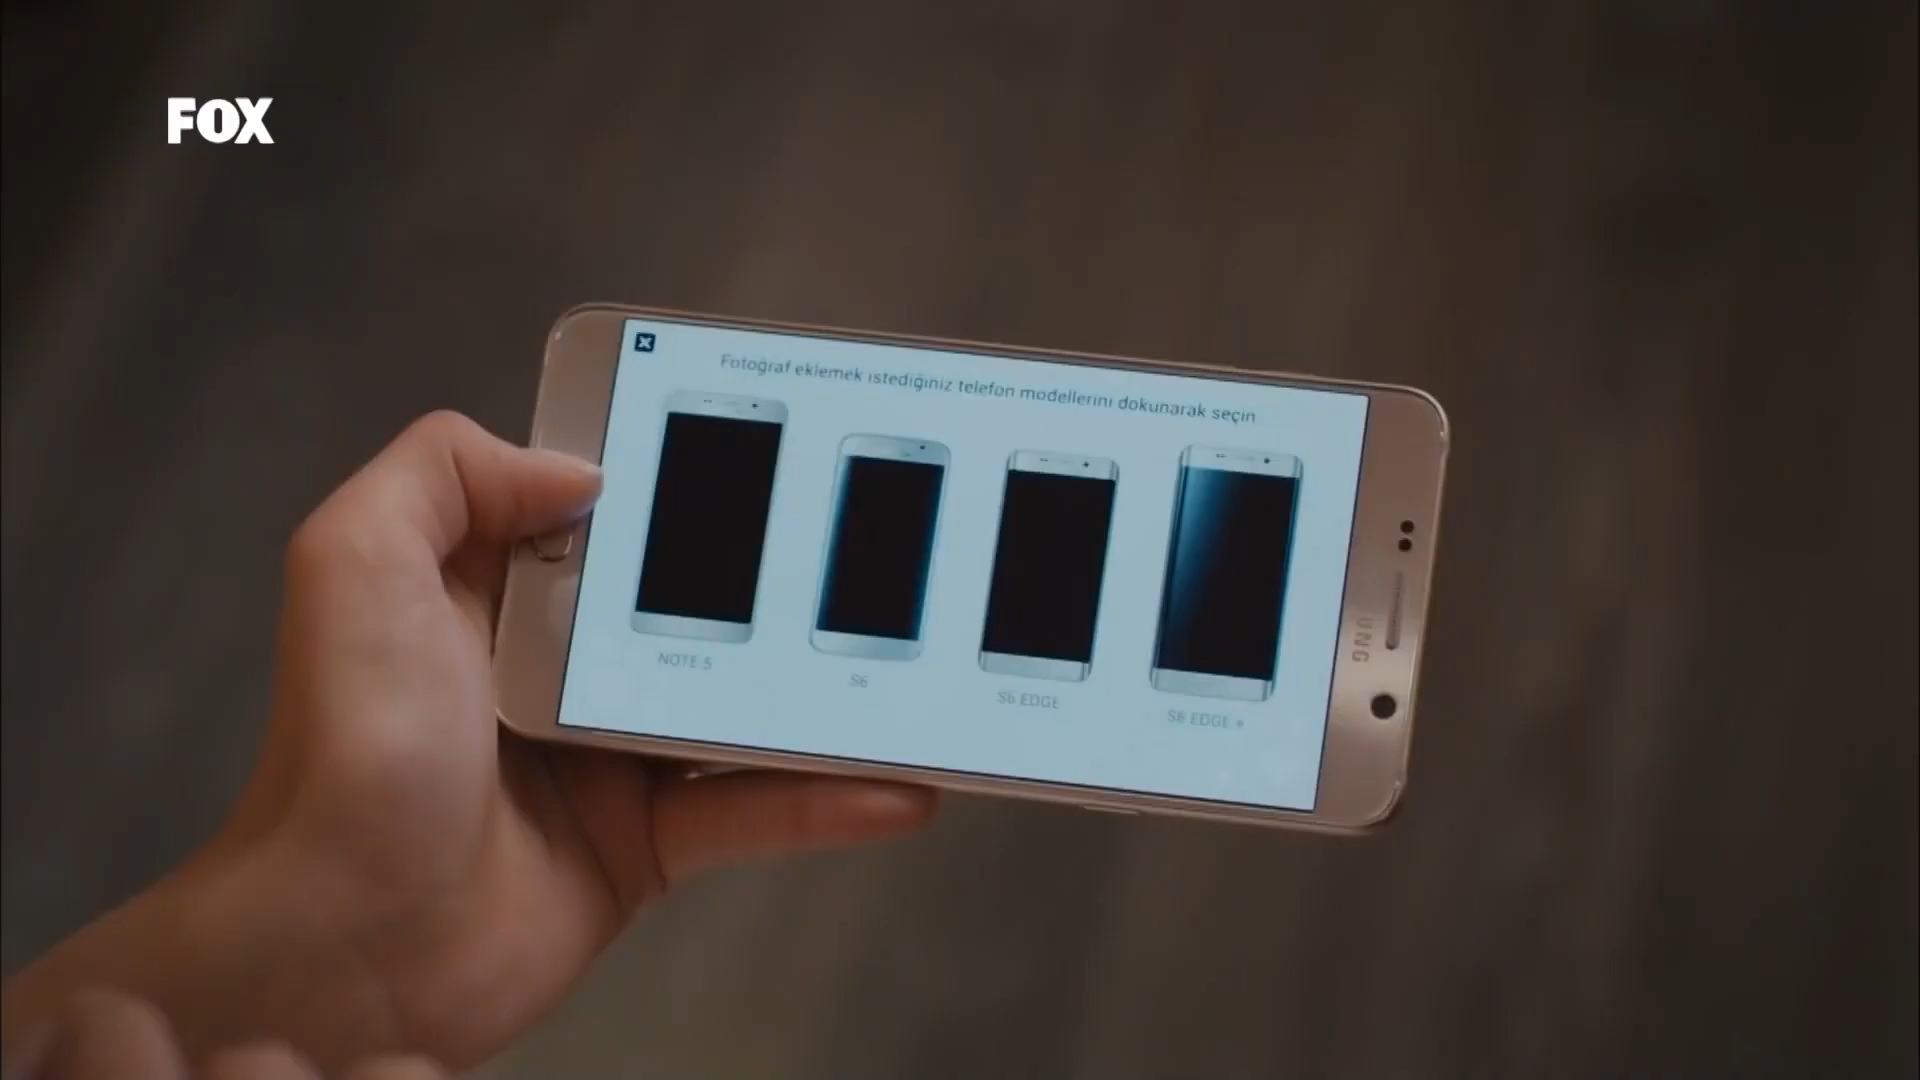 FOX
Fotoğraf eklemek istediğiniz telefon modellerini dokunarak seçin
NOTE 5
S6
S6 EDGE
S6 EDGE +
UNG